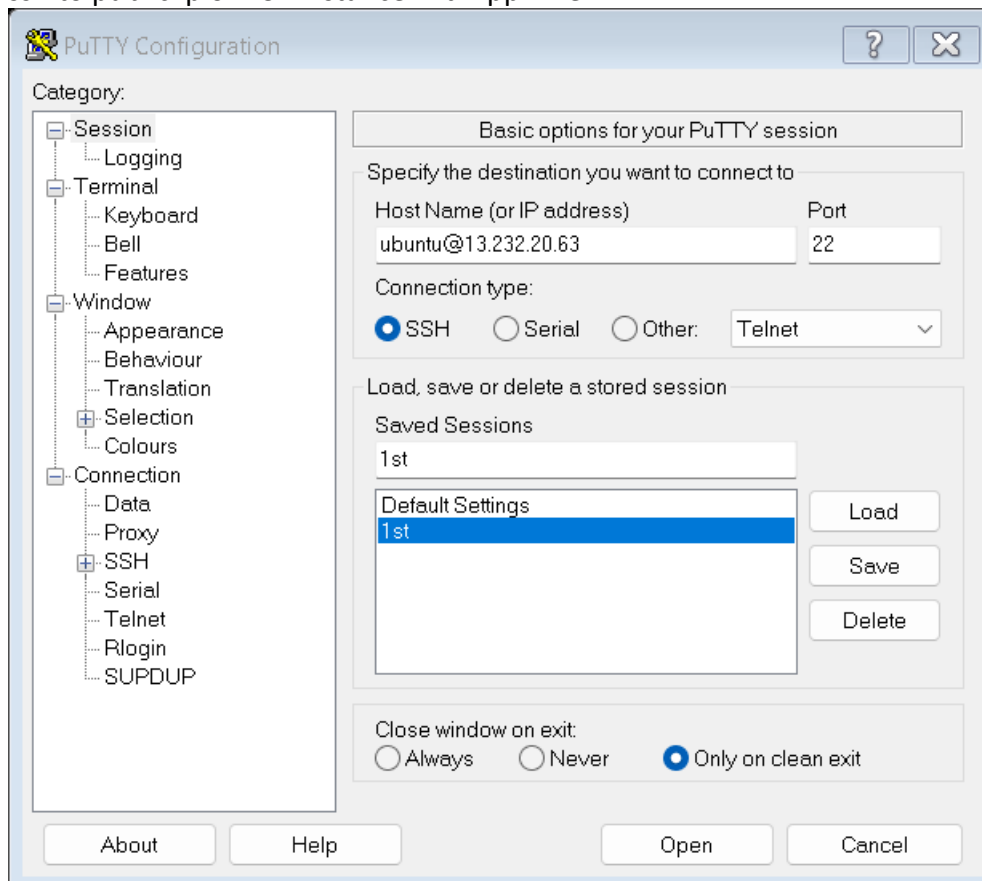 PuTTY Configuration
Category:
Session
Logging
Terminal
Keyboard
Bell
Features
Window
Appearance
Behaviour
Translation
Selection
Colours
Connection
Data
Proxy
SSH
Serial
Telnet
Rlogin
SUPDUP
Basic options for your PuTTY session
Specify the destination you want to connect to
Host Name (or IP address) Port
ubuntu@13.232.20.63 22
Connection type:
SSH Serial Other: Telnet
Load, save or delete a stored session
Saved Sessions
1st
Default Settings
1st
Load
Save
Delete
Close window on exit:
Always Never Only on clean exit
About Help Open Cancel